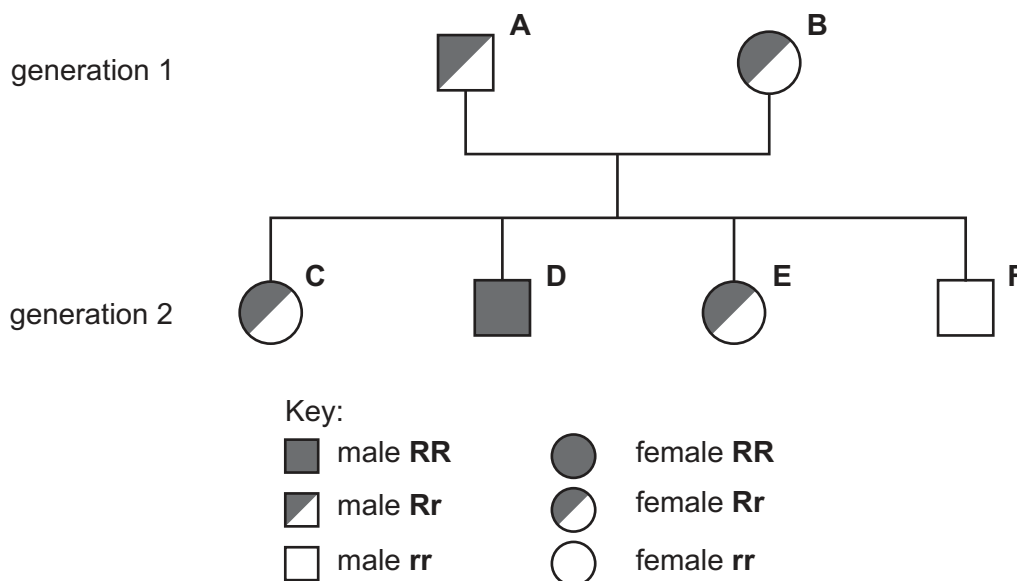 A B
generation 1
C D E F
generation 2
Key:
male RR female RR
male Rr female Rr
male rr female rr